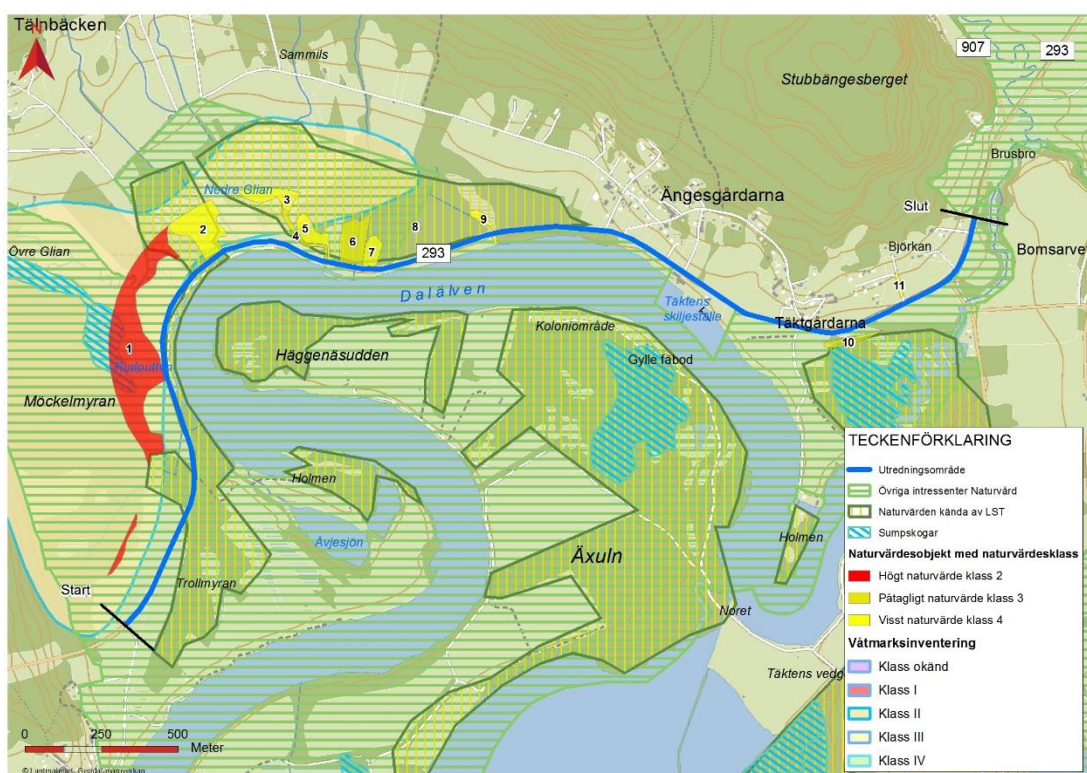 Tälnbäcken
N
Sammils
907
293
Stubbängesberget
Brusbro
Nedre Glian
3
Ängesgårdarna
Slut
2
5
4
6
7
8
9
293
Övre Glian
Björkan
Bomsarve
11
Dalälven
Täktens
skiljeställe
Koloniområde
Täktgårdarna
1
Häggenäsudden
Gylle fäbod
10
Möckelmyran
Holmen
Ävjesjön
Äxuln
Holmen
Start
Trollmyran
Noret
Täktens vedg
0 250 500
Meter
TECKENFÖRKLARING
Utredningsområde
Övriga intressenter Naturvård
Naturvärden kända av LST
Sumpskogar
Naturvärdesobjekt med naturvärdesklass
Högt naturvärde klass 2
Påtagligt naturvärde klass 3
Visst naturvärde klass 4
Våtmarksinventering
Klass okänd
Klass I
Klass II
Klass III
Klass IV